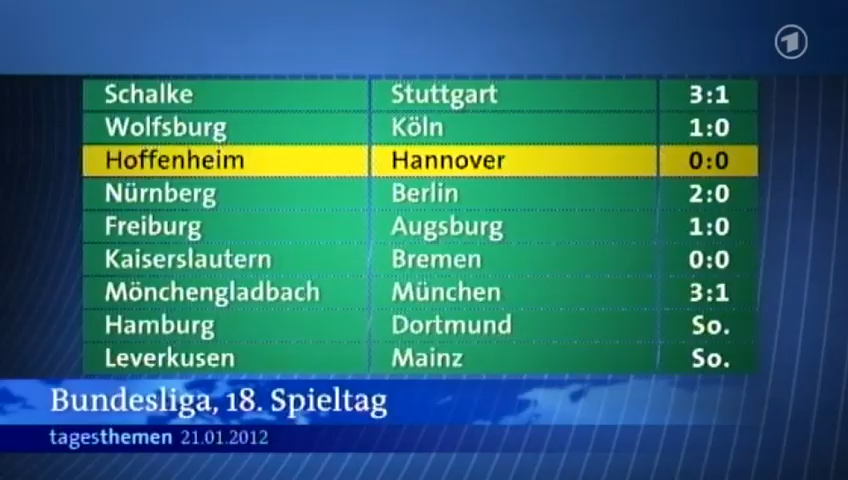 Schalke Stuttgart 3:1
Wolfsburg Köln 1:0
Hoffenheim Hannover 0:0
Nürnberg Berlin 2:0
Freiburg Augsburg 1:0
Kaiserslautern Bremen 0:0
Mönchengladbach München 3:1
Hamburg Dortmund So.
Leverkusen Mainz So.
Bundesliga, 18. Spieltag
tagesthemen 21.01.2012